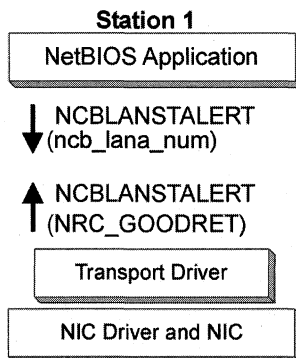 Station 1
NetBIOS Application
NCBLANSTALERT
(ncb_lana_num)
NCBLANSTALERT
(NRC_GOODRET)
Transport Driver
NIC Driver and NIC